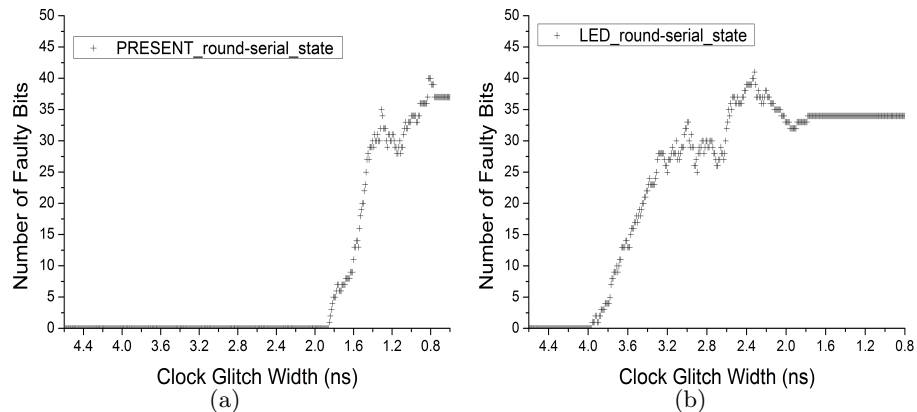 50
45
40
35
30
25
20
15
10
5
0
Number of Faulty Bits
PRESENT_round-serial_state
4.4 4.0 3.6 3.2 2.8 2.4 2.0 1.6 1.2 0.8
Clock Glitch Width (ns)
(a)
50
45
40
35
30
25
20
15
10
5
0
Number of Faulty Bits
LED_round-serial_state
4.4 4.0 3.6 3.2 2.8 2.4 2.0 1.6 1.2 0.8
Clock Glitch Width (ns)
(b)